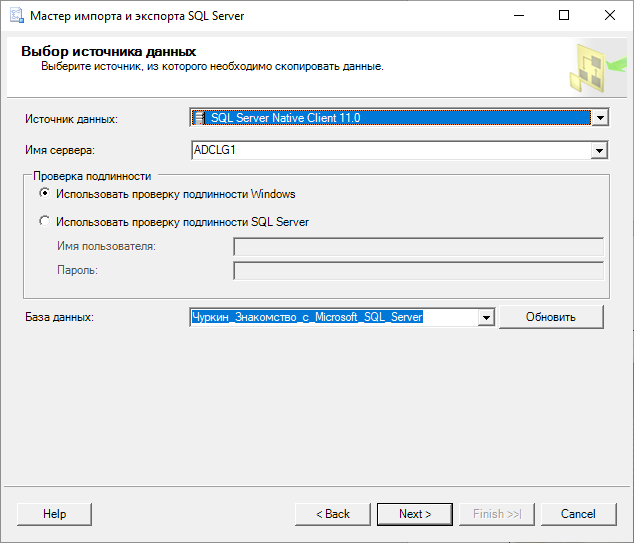 Мастер импорта и экспорта SQL Server
Выбор источника данных
Выберите источник, из которого необходимо скопировать данные.
Источник данных: SQL Server Native Client 11.0
Имя сервера: ADCLG1
Проверка подлинности
Использовать проверку подлинности Windows
Использовать проверку подлинности SQL Server
Имя пользователя:
Пароль:
База данных: Чуркин_Знакомство_с_Microsoft_SQL_Server Обновить
Help < Back Next > Finish >>| Cancel